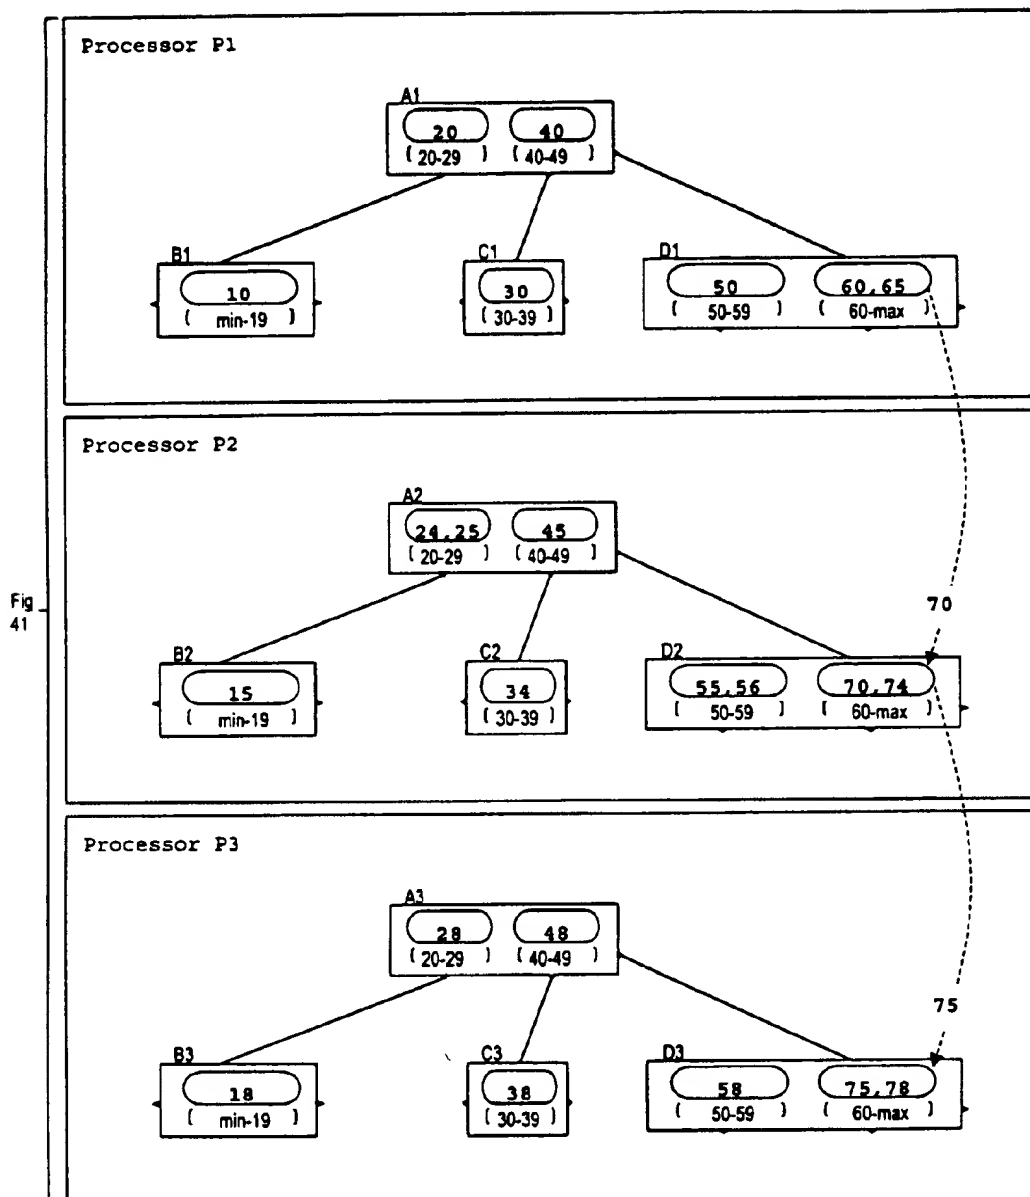 Processor P1
A1
20 40
( 20-29 ) ( 40-49 )
B1 C1 D1
10 30 50 60,65
( min-19 ) ( 30-39 ) ( 50-59 ) ( 60-max )
Processor P2
A2
24,25 45
( 20-29 ) ( 40-49 )
Fig
41
70
B2 C2 D2
15 34 55,56 70,74
( min-19 ) ( 30-39 ) ( 50-59 ) ( 60-max )
Processor P3
A3
28 48
( 20-29 ) ( 40-49 )
75
B3 C3 D3
18 38 58 75,78
( min-19 ) ( 30-39 ) ( 50-59 ) ( 60-max )